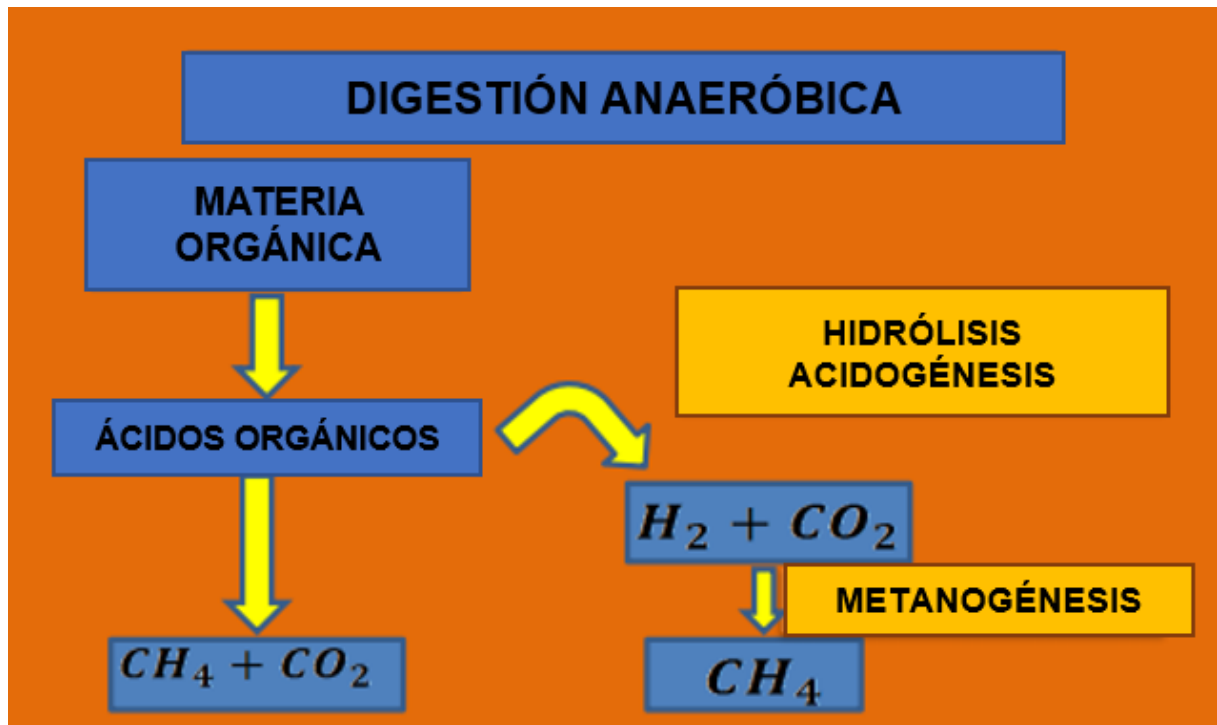 DIGESTIÓN ANAERÓBICA
MATERIA
ORGÁNICA
HIDRÓLISIS
ACIDOGÉNESIS
ÁCIDOS ORGÁNICOS
H₂ + CO₂
METANOGÉNESIS
CH₄ + CO₂
CH₄